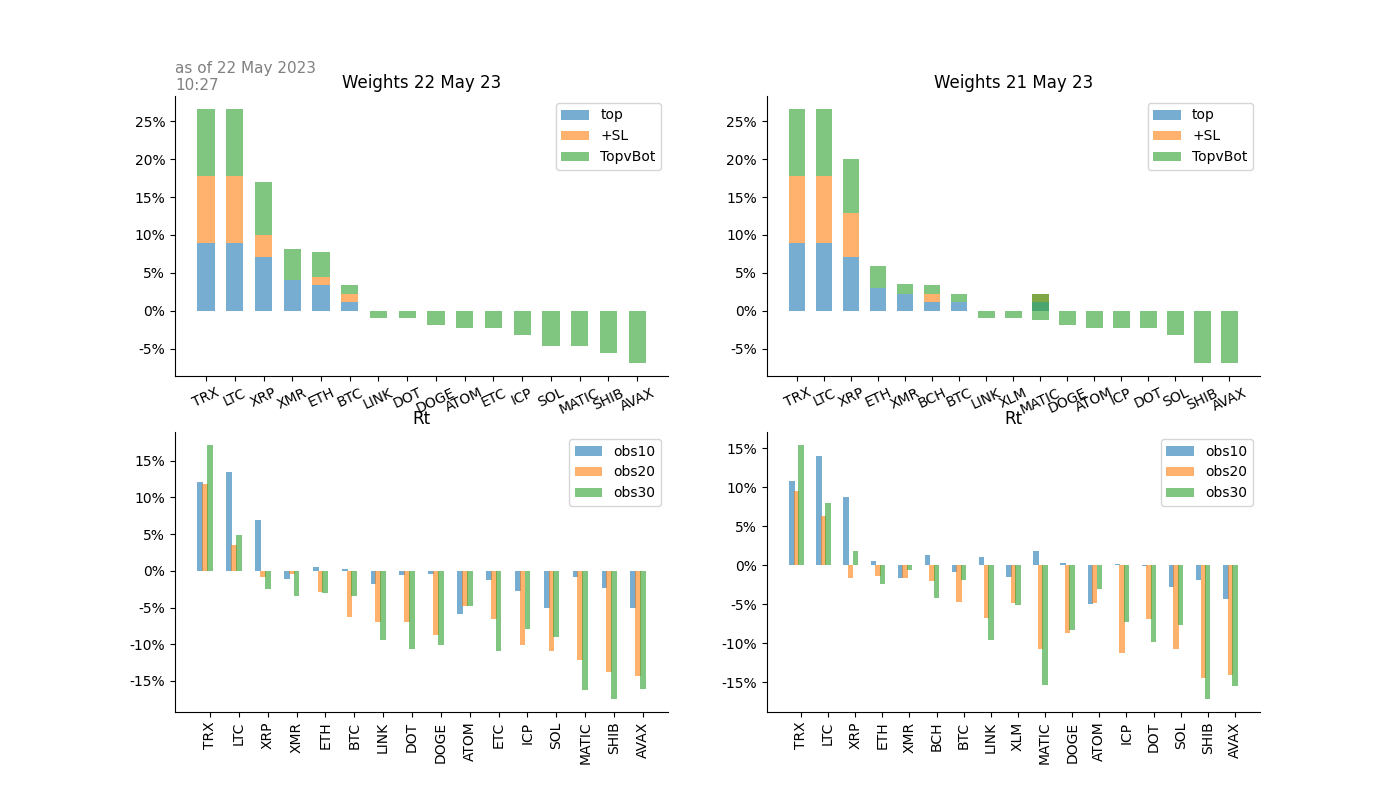 as of 22 May 2023
10:27
Weights 22 May 23
25%
20%
15%
10%
5%
0%
-5%
top
+SL
TopvBot
TRX LTC XRP XMR ETH BTC LINK DOT DOGE ATOM ETC ICP SOL MATIC SHIB AVAX
Weights 21 May 23
25%
20%
15%
10%
5%
0%
-5%
top
+SL
TopvBot
TRX LTC XRP ETH XMR BCH BTC LINK XLM MATIC DOGE ATOM ICP DOT SOL SHIB AVAX
Rt
15%
10%
5%
0%
-5%
-10%
-15%
obs10
obs20
obs30
TRX LTC XRP XMR ETH BTC LINK DOT DOGE ATOM ETC ICP SOL MATIC SHIB AVAX
Rt
15%
10%
5%
0%
-5%
-10%
-15%
obs10
obs20
obs30
TRX LTC XRP ETH XMR BCH BTC LINK XLM MATIC DOGE ATOM ICP DOT SOL SHIB AVAX